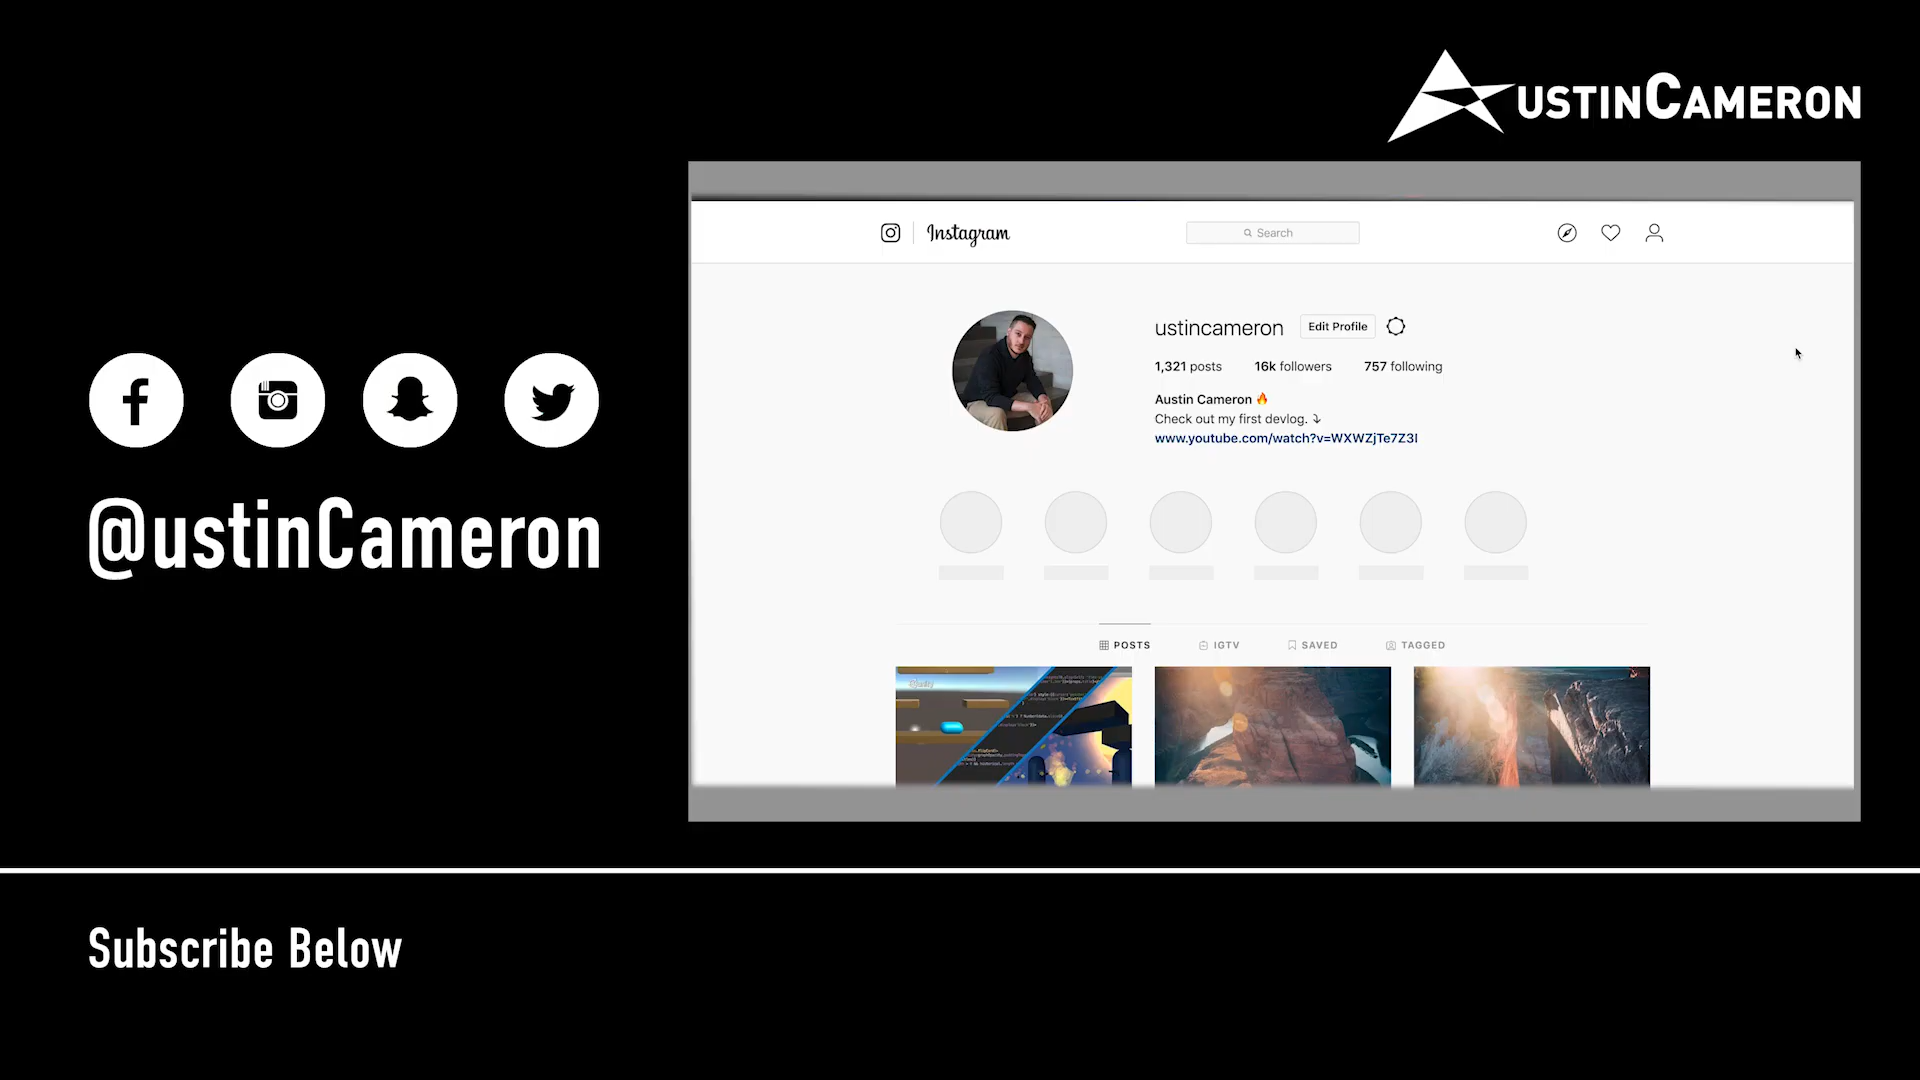 USTINCAMERON
@ustinCameron
Instagram
Search
ustincameron
Edit Profile
1,321 posts
16k followers
757 following
Austin Cameron 🔥
Check out my first devlog. ⤵
www.youtube.com/watch?v=WXWZjTe7Z3I
POSTS
IGTV
SAVED
TAGGED
Subscribe Below